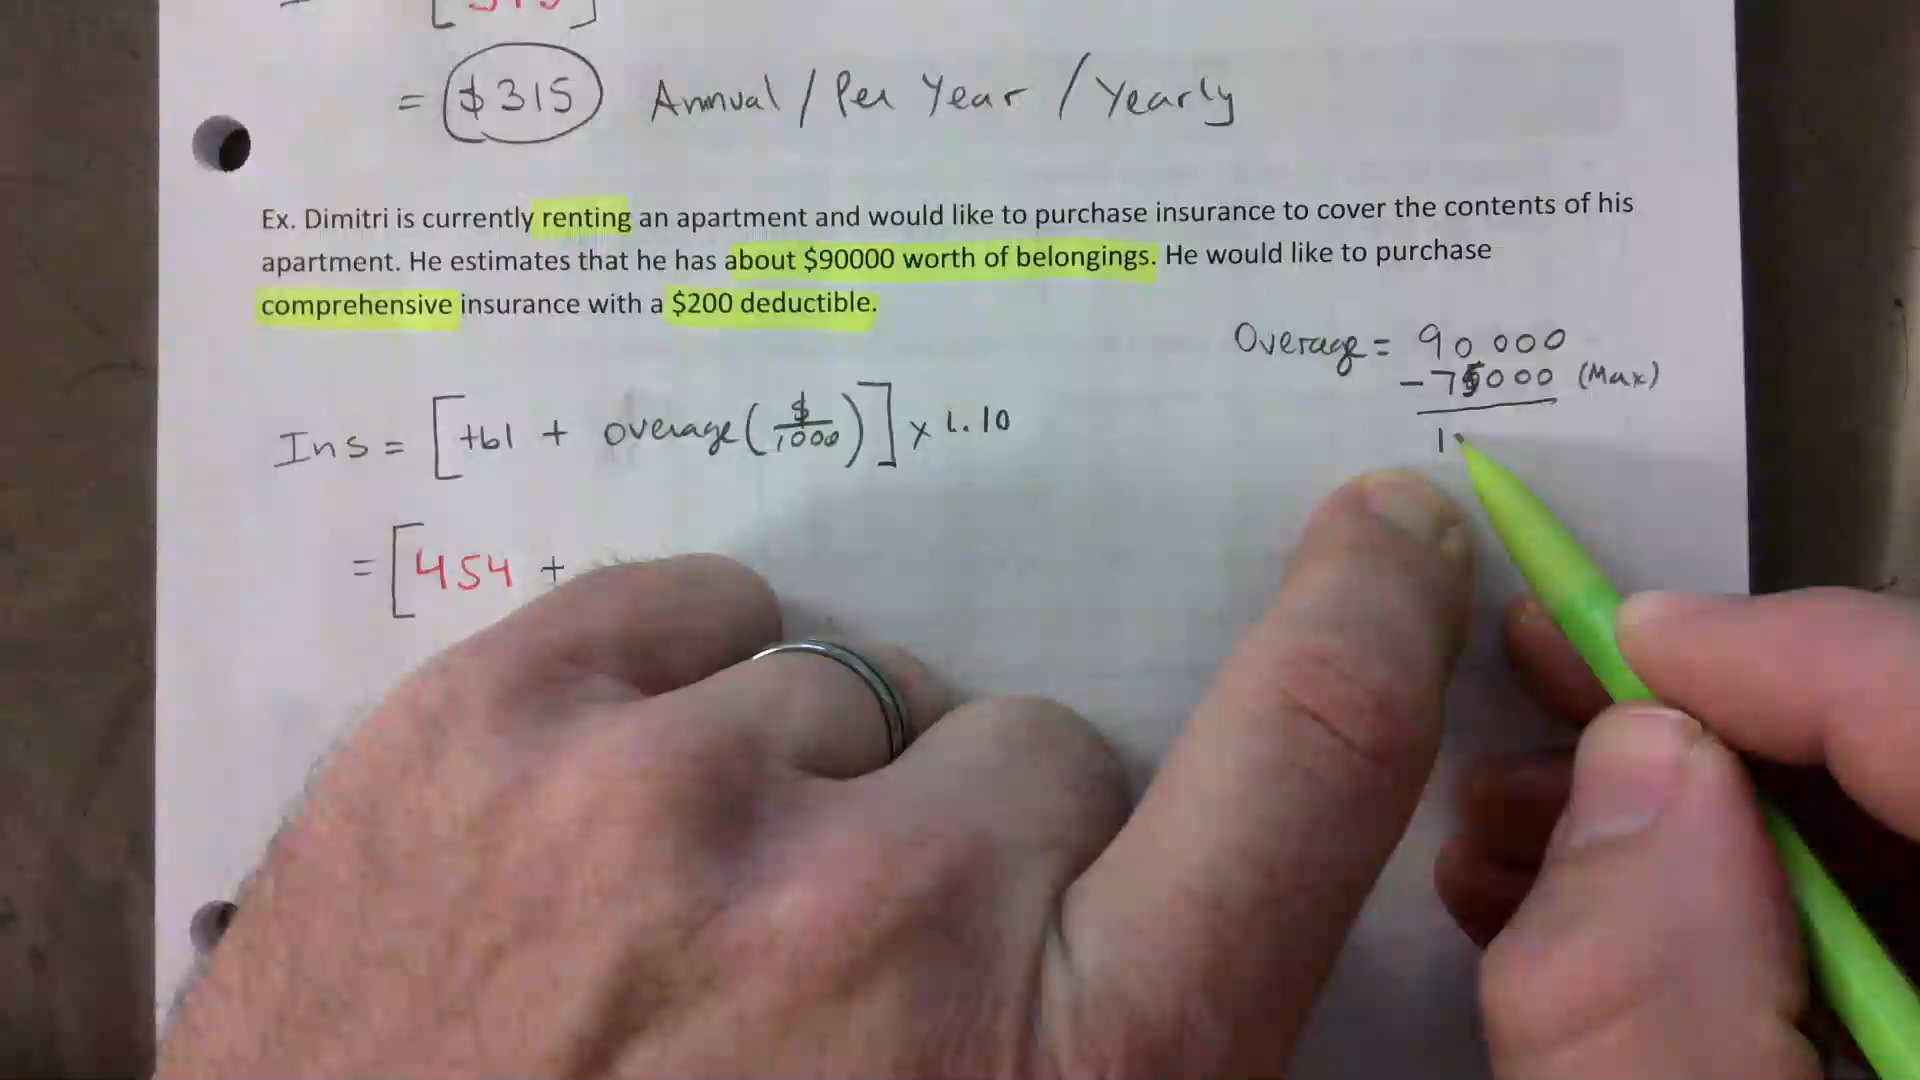 = $315 Annual / Per Year / Yearly
Ex. Dimitri is currently renting an apartment and would like to purchase insurance to cover the contents of his
apartment. He estimates that he has about $90000 worth of belongings. He would like to purchase
comprehensive insurance with a $200 deductible.
Overage = 90 000
- 75000 (Max)
1
Ins = [tbl + overage($/1000)] x 1.10
= [454 +